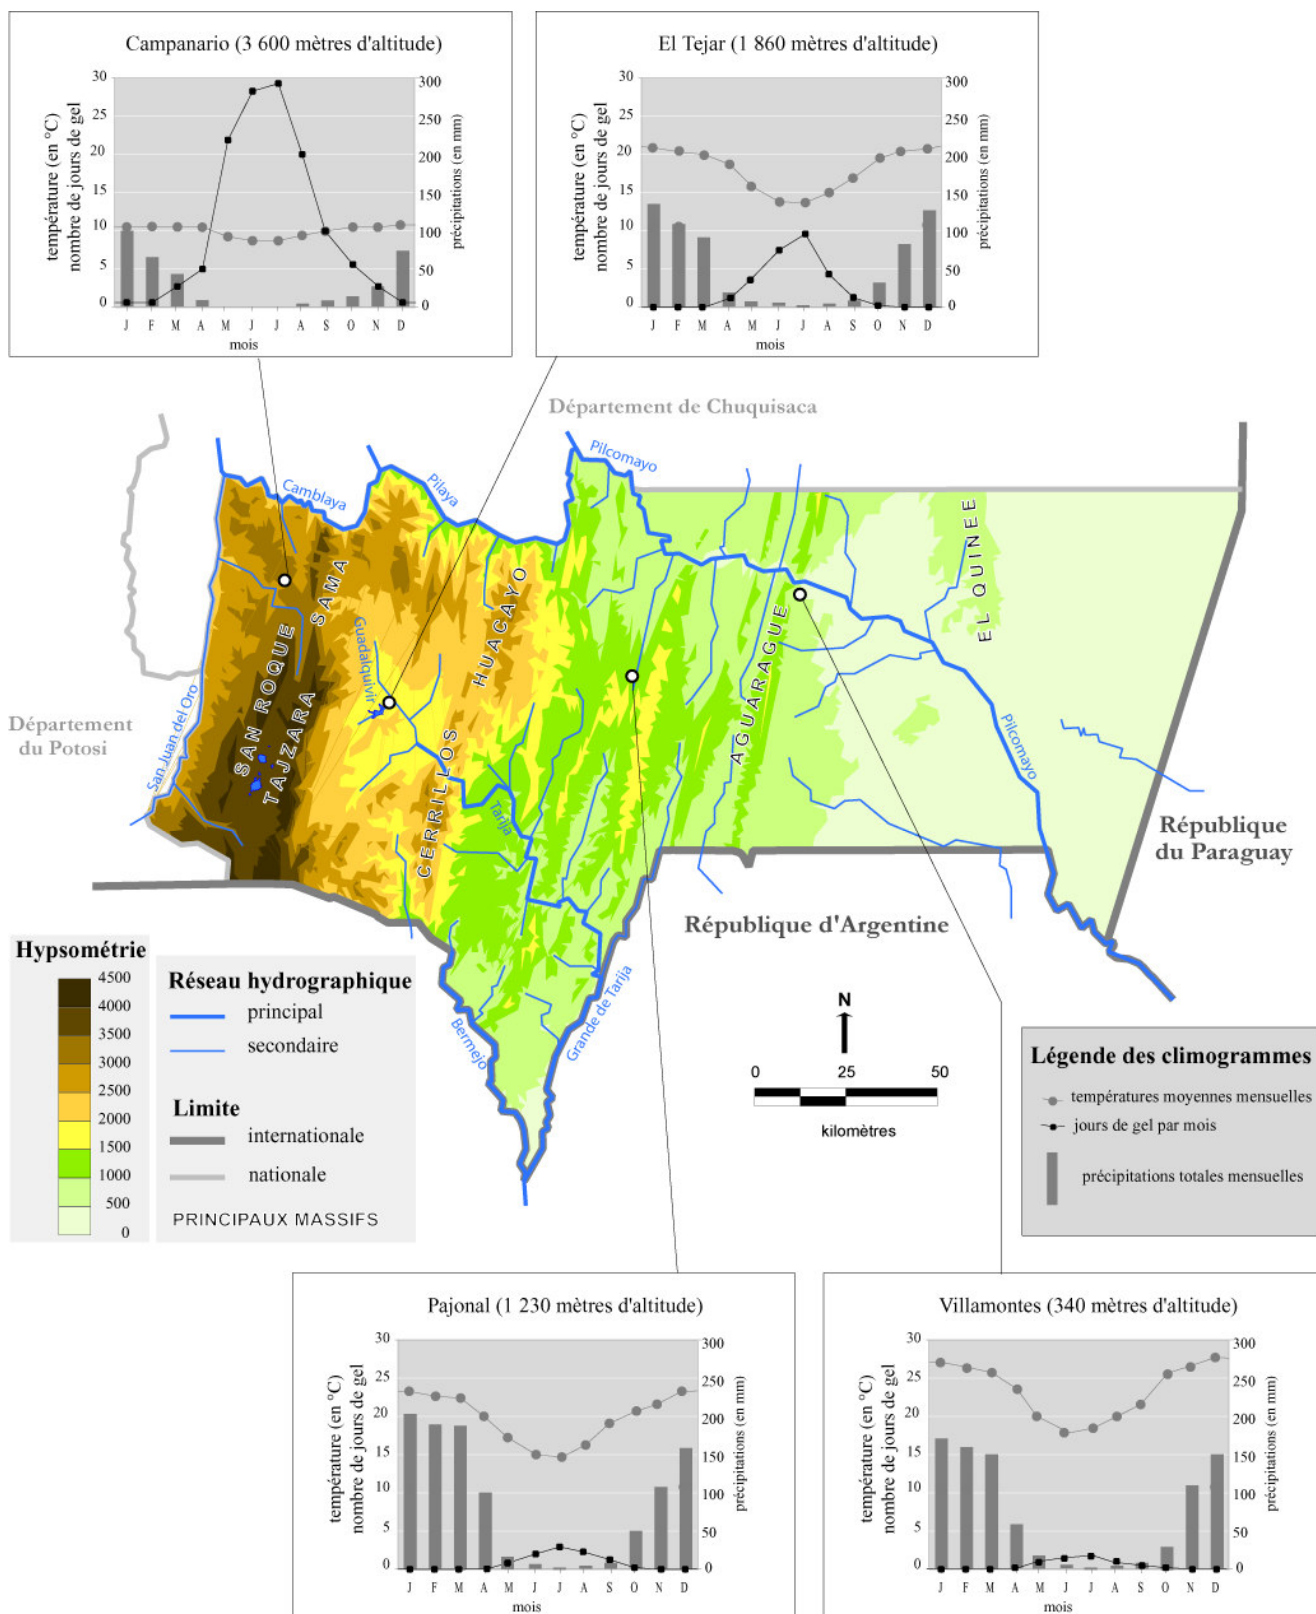 Campanario (3 600 mètres d'altitude)
température (en °C)
nombre de jours de gel
30
25
20
15
10
5
0
300
250
200
150
100
50
0
précipitations (en mm)
J F M A M J J A S O N D
mois
El Tejar (1 860 mètres d'altitude)
température (en °C)
nombre de jours de gel
30
25
20
15
10
5
0
300
250
200
150
100
50
0
précipitations (en mm)
J F M A M J J A S O N D
mois
Département de Chuquisaca
Pilcomayo
Camblaya
Pilaya
EL QUINEE
SAMA
HUACAYO
SAN ROQUE
Guadalquivir
AGUARAGUE
TAJZARA
San Juan del Oro
Département
du Potosi
Pilcomayo
CERRILLOS
Tarija
République
du Paraguay
République d'Argentine
Bermejo
Grande de Tarija
Hypsométrie
4500
4000
3500
3000
2500
2000
1500
1000
500
0
Réseau hydrographique
principal
secondaire
Limite
internationale
nationale
PRINCIPAUX MASSIFS
N
0 25 50
kilomètres
Légende des climogrammes
températures moyennes mensuelles
jours de gel par mois
précipitations totales mensuelles
Pajonal (1 230 mètres d'altitude)
température (en °C)
nombre de jours de gel
30
25
20
15
10
5
0
300
250
200
150
100
50
0
précipitations (en mm)
J F M A M J J A S O N D
mois
Villamontes (340 mètres d'altitude)
température (en °C)
nombre de jours de gel
30
25
20
15
10
5
0
300
250
200
150
100
50
0
précipitations (en mm)
J F M A M J J A S O N D
mois